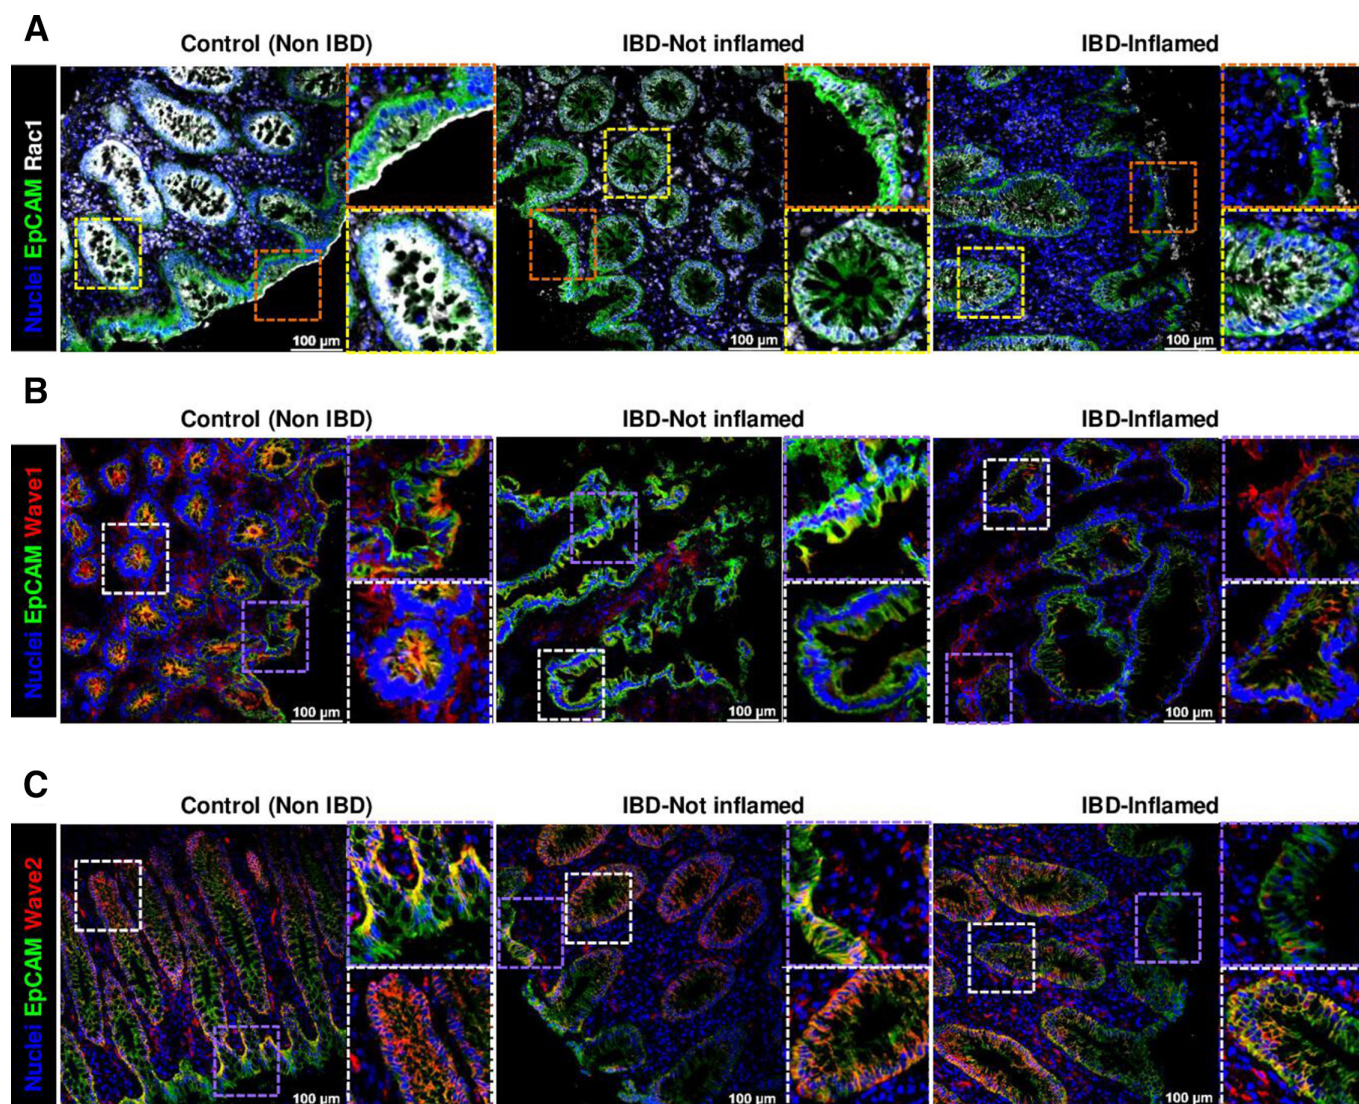 A
Control (Non IBD)
IBD-Not inflamed
IBD-Inflamed
Nuclei EpCAM Rac1
100 µm
100 µm
100 µm
B
Control (Non IBD)
IBD-Not inflamed
IBD-Inflamed
Nuclei EpCAM Wave1
100 µm
100 µm
100 µm
C
Control (Non IBD)
IBD-Not inflamed
IBD-Inflamed
Nuclei EpCAM Wave2
100 µm
100 µm
100 µm